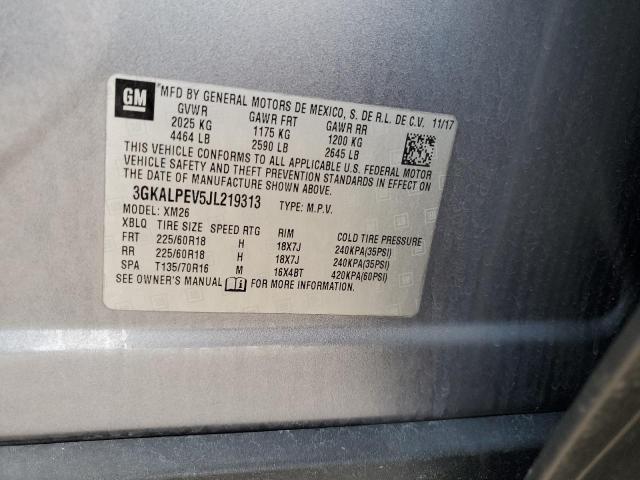 GM
®MFD BY GENERAL MOTORS DE MEXICO, S. DE R.L. DE C.V. 11/17
GVWR GAWR FRT GAWR RR
2025 KG 1175 KG 1200 KG
4464 LB 2590 LB 2645 LB
THIS VEHICLE CONFORMS TO ALL APPLICABLE U.S. FEDERAL MOTOR
VEHICLE SAFETY AND THEFT PREVENTION STANDARDS IN EFFECT ON
THE DATE OF MANUFACTURE SHOWN ABOVE.
3GKALPEV5JL219313 TYPE: M.P.V.
MODEL: XM26
XBLQ TIRE SIZE SPEED RTG RIM COLD TIRE PRESSURE
FRT 225/60R18 H 18X7J 240KPA(35PSI)
RR 225/60R18 H 18X7J 240KPA(35PSI)
SPA T135/70R16 M 16X4BT 420KPA(60PSI)
SEE OWNER'S MANUAL FOR MORE INFORMATION.